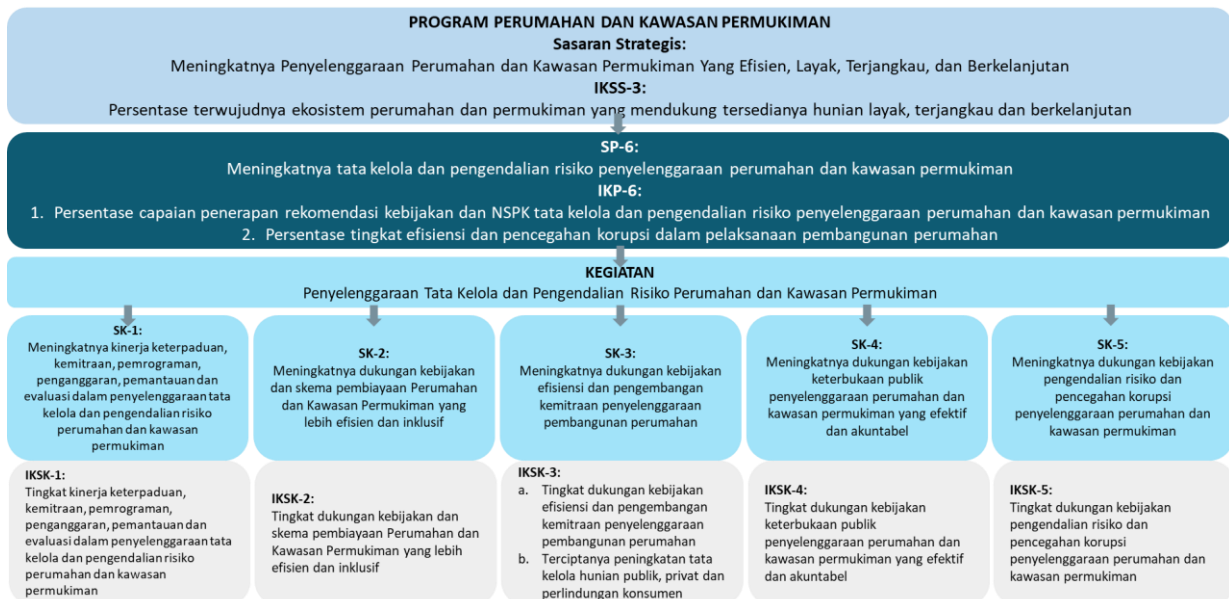 PROGRAM PERUMAHAN DAN KAWASAN PERMUKIMAN
Sasaran Strategis:
Meningkatnya Penyelenggaraan Perumahan dan Kawasan Permukiman Yang Efisien, Layak, Terjangkau, dan Berkelanjutan
IKSS-3:
Persentase terwujudnya ekosistem perumahan dan permukiman yang mendukung tersedianya hunian layak, terjangkau dan berkelanjutan
SP-6:
Meningkatnya tata kelola dan pengendalian risiko penyelenggaraan perumahan dan kawasan permukiman
IKP-6:
1. Persentase capaian penerapan rekomendasi kebijakan dan NSPK tata kelola dan pengendalian risiko penyelenggaraan perumahan dan kawasan permukiman
2. Persentase tingkat efisiensi dan pencegahan korupsi dalam pelaksanaan pembangunan perumahan
KEGIATAN
Penyelenggaraan Tata Kelola dan Pengendalian Risiko Perumahan dan Kawasan Permukiman
SK-1:
Meningkatnya kinerja keterpaduan,
kemitraan, pemrograman,
penganggaran, pemantauan dan
evaluasi dalam penyelenggaraan tata
kelola dan pengendalian risiko
perumahan dan kawasan
permukiman
SK-2:
Meningkatnya dukungan kebijakan
dan skema pembiayaan Perumahan
dan Kawasan Permukiman yang
lebih efisien dan inklusif
SK-3:
Meningkatnya dukungan kebijakan
efisiensi dan pengembangan
kemitraan penyelenggaraan
pembangunan perumahan
SK-4:
Meningkatnya dukungan kebijakan
keterbukaan publik
penyelenggaraan perumahan dan
kawasan permukiman yang efektif
dan akuntabel
SK-5:
Meningkatnya dukungan kebijakan
pengendalian risiko dan
pencegahan korupsi
penyelenggaraan perumahan dan
kawasan permukiman
IKSK-1:
Tingkat kinerja keterpaduan,
kemitraan, pemrograman,
penganggaran, pemantauan dan
evaluasi dalam penyelenggaraan tata
kelola dan pengendalian risiko
perumahan dan kawasan
permukiman
IKSK-2:
Tingkat dukungan kebijakan dan
skema pembiayaan Perumahan dan
Kawasan Permukiman yang lebih
efisien dan inklusif
IKSK-3:
a. Tingkat dukungan kebijakan
efisiensi dan pengembangan
kemitraan penyelenggaraan
pembangunan perumahan
b. Terciptanya peningkatan tata
kelola hunian publik, privat dan
perlindungan konsumen
IKSK-4:
Tingkat dukungan kebijakan
keterbukaan publik
penyelenggaraan perumahan dan
kawasan permukiman yang efektif
dan akuntabel
IKSK-5:
Tingkat dukungan kebijakan
pengendalian risiko dan
pencegahan korupsi
penyelenggaraan perumahan dan
kawasan permukiman